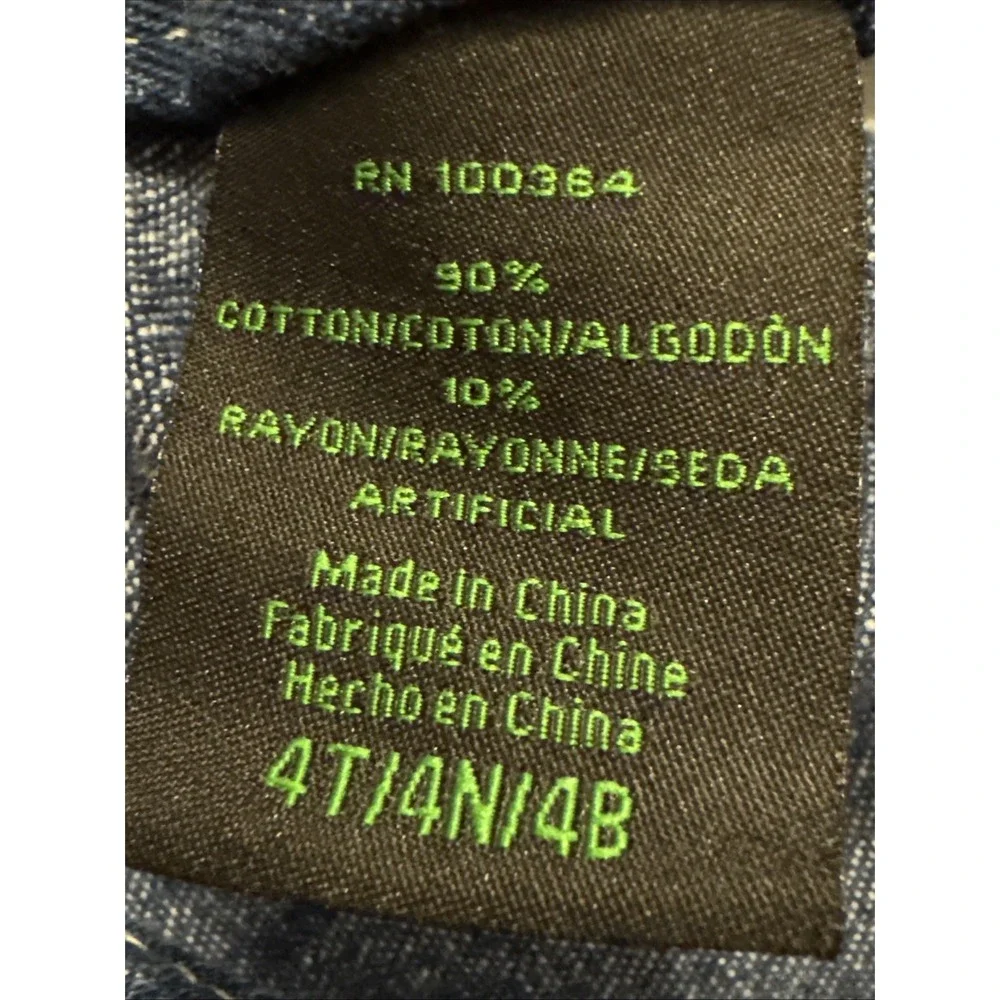 RN 100364
90%
COTTON/COTON/ALGODÒN
10%
RAYON/RAYONNE/SEDA
ARTIFICIAL
Made in China
Fabriqué en Chine
Hecho en China
4T/4N/4B